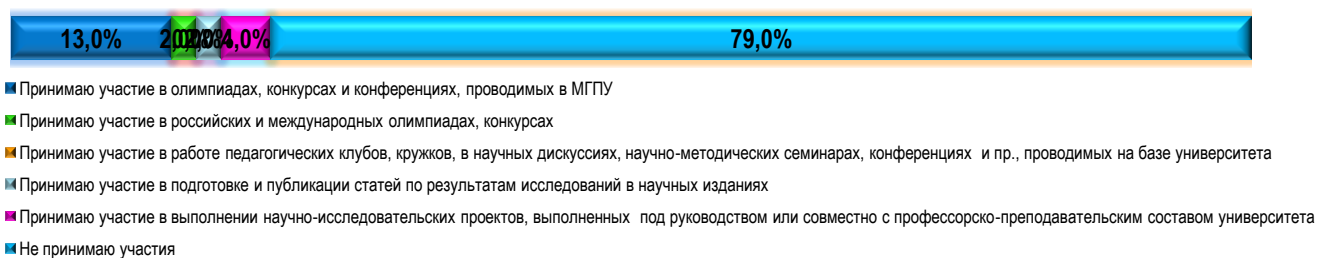 13,0% 4,0% 79,0%
Принимаю участие в олимпиадах, конкурсах и конференциях, проводимых в МГПУ
Принимаю участие в российских и международных олимпиадах, конкурсах
Принимаю участие в работе педагогических клубов, кружков, в научных дискуссиях, научно-методических семинарах, конференциях и пр., проводимых на базе университета
Принимаю участие в подготовке и публикации статей по результатам исследований в научных изданиях
Принимаю участие в выполнении научно-исследовательских проектов, выполненных под руководством или совместно с профессорско-преподавательским составом университета
Не принимаю участия